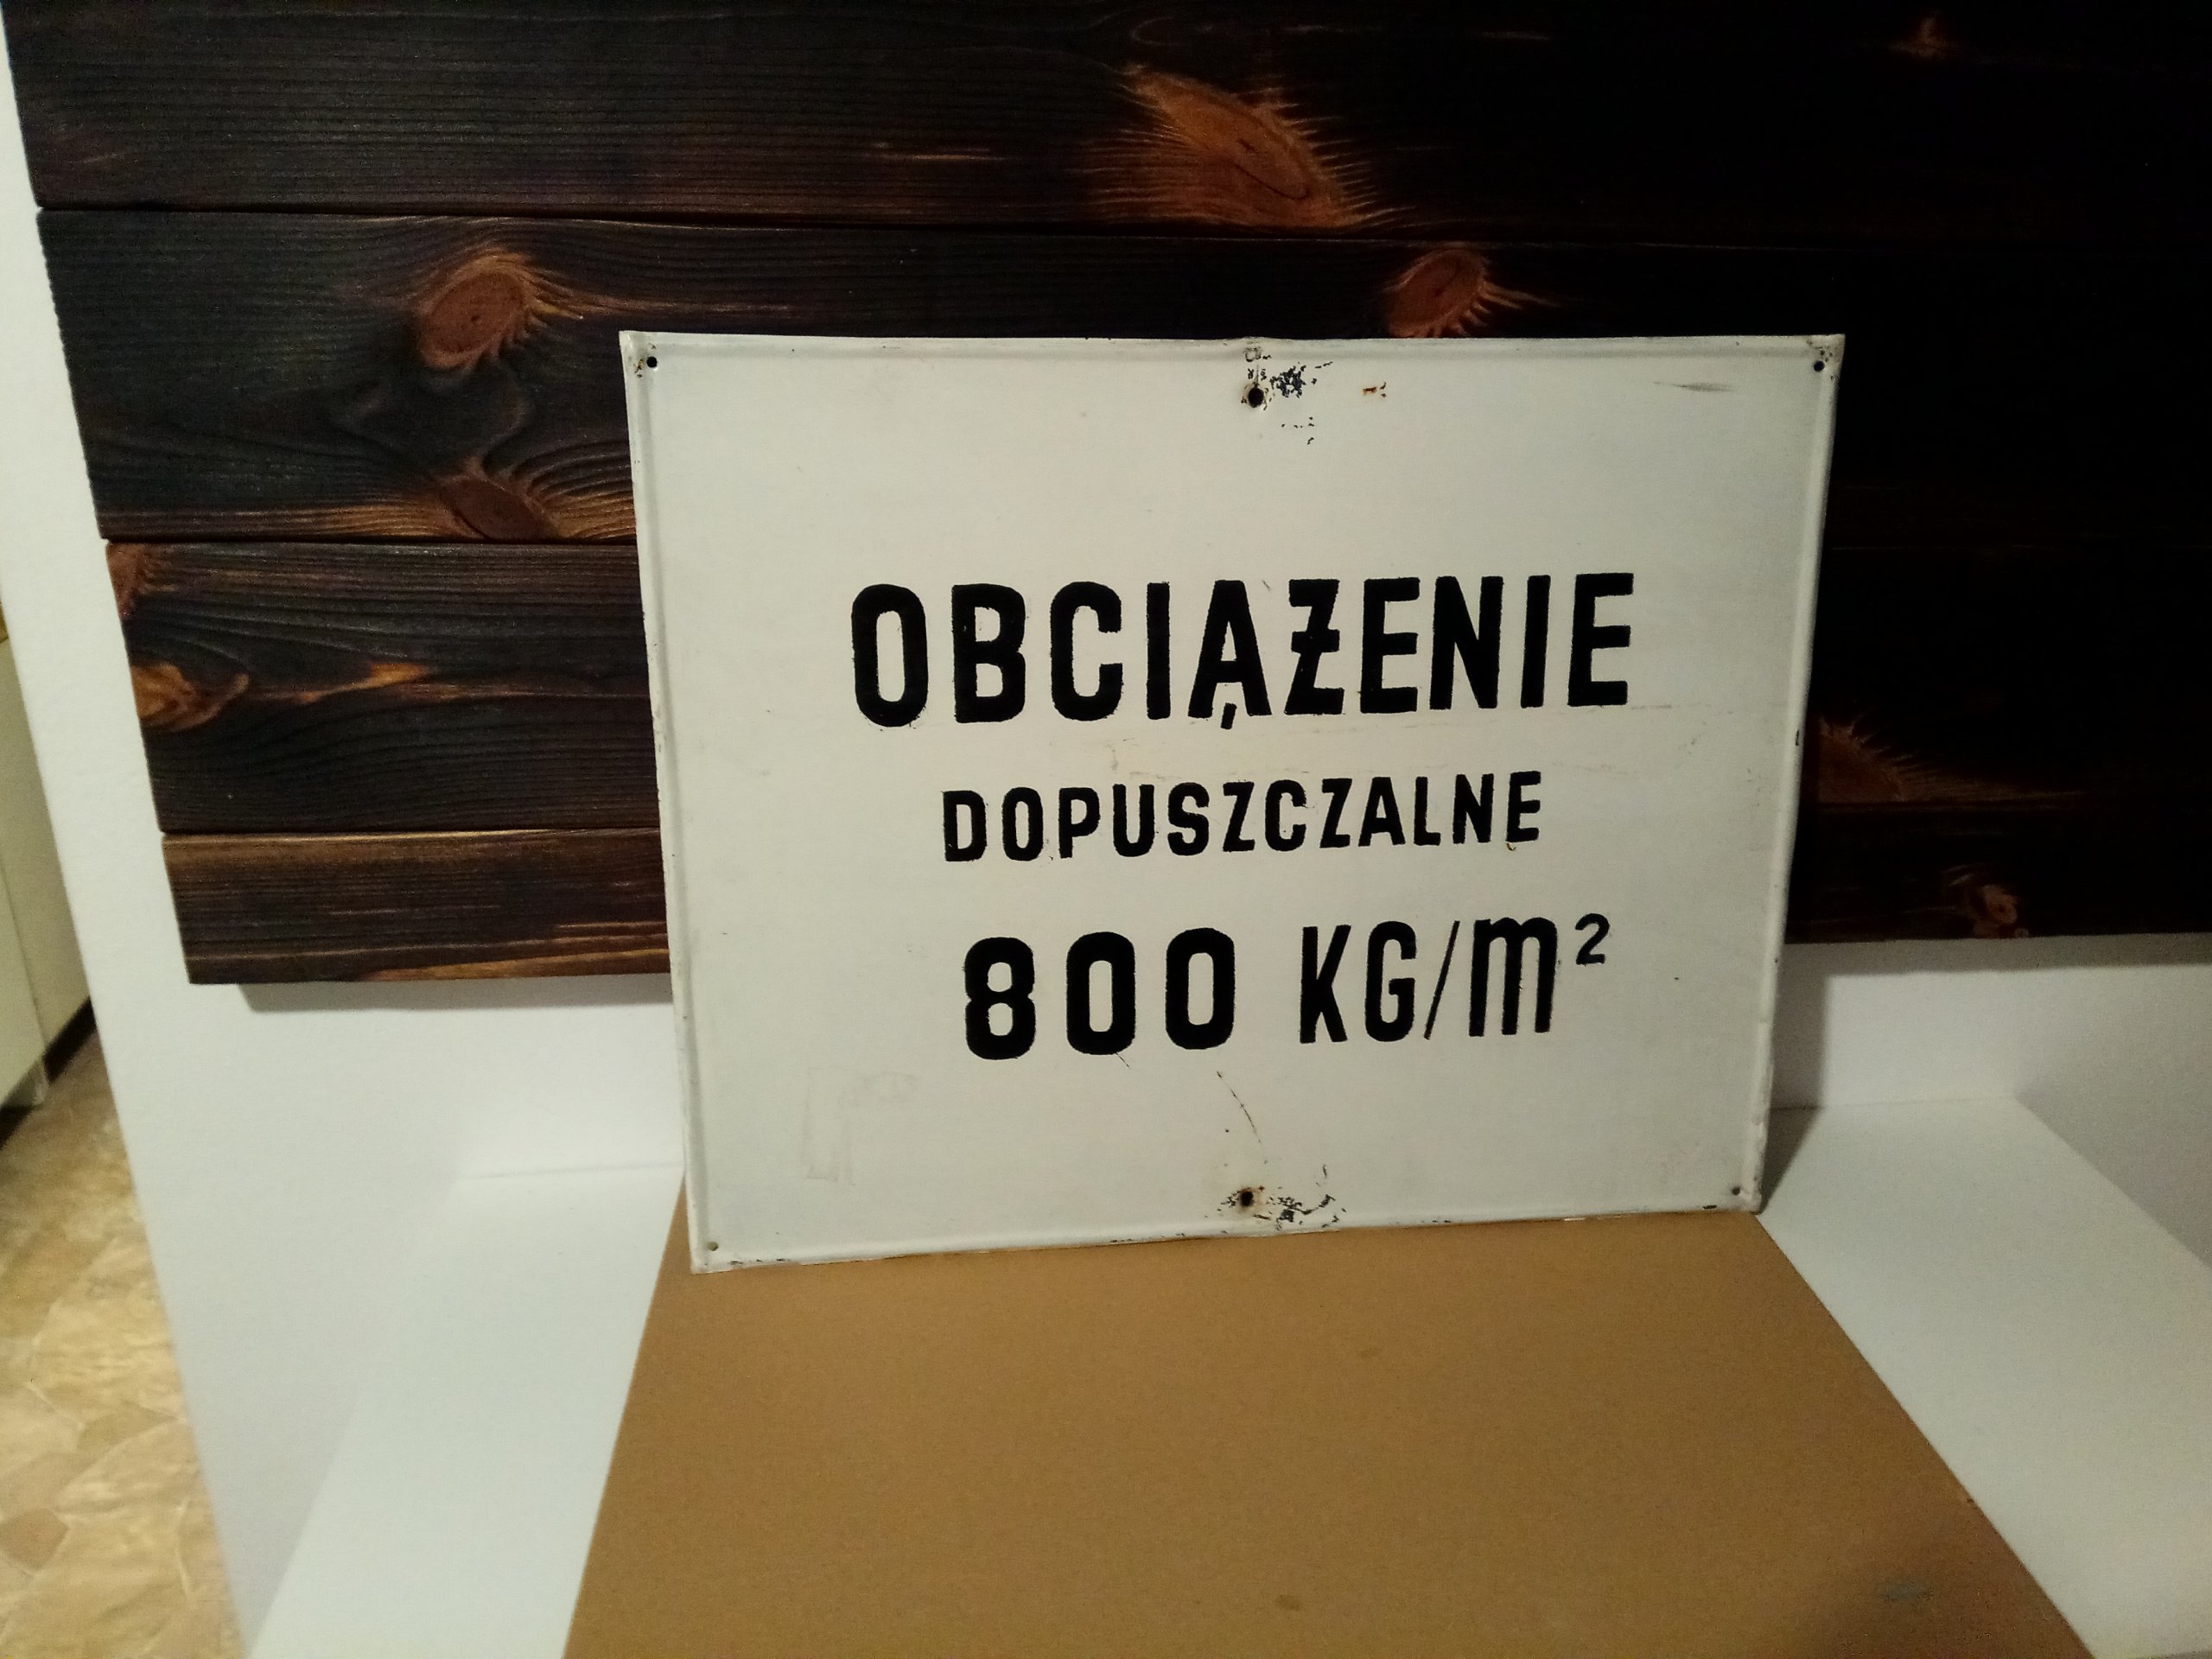 OBCIĄŻENIE
DOPUSZCZALNE
800 KG/m²